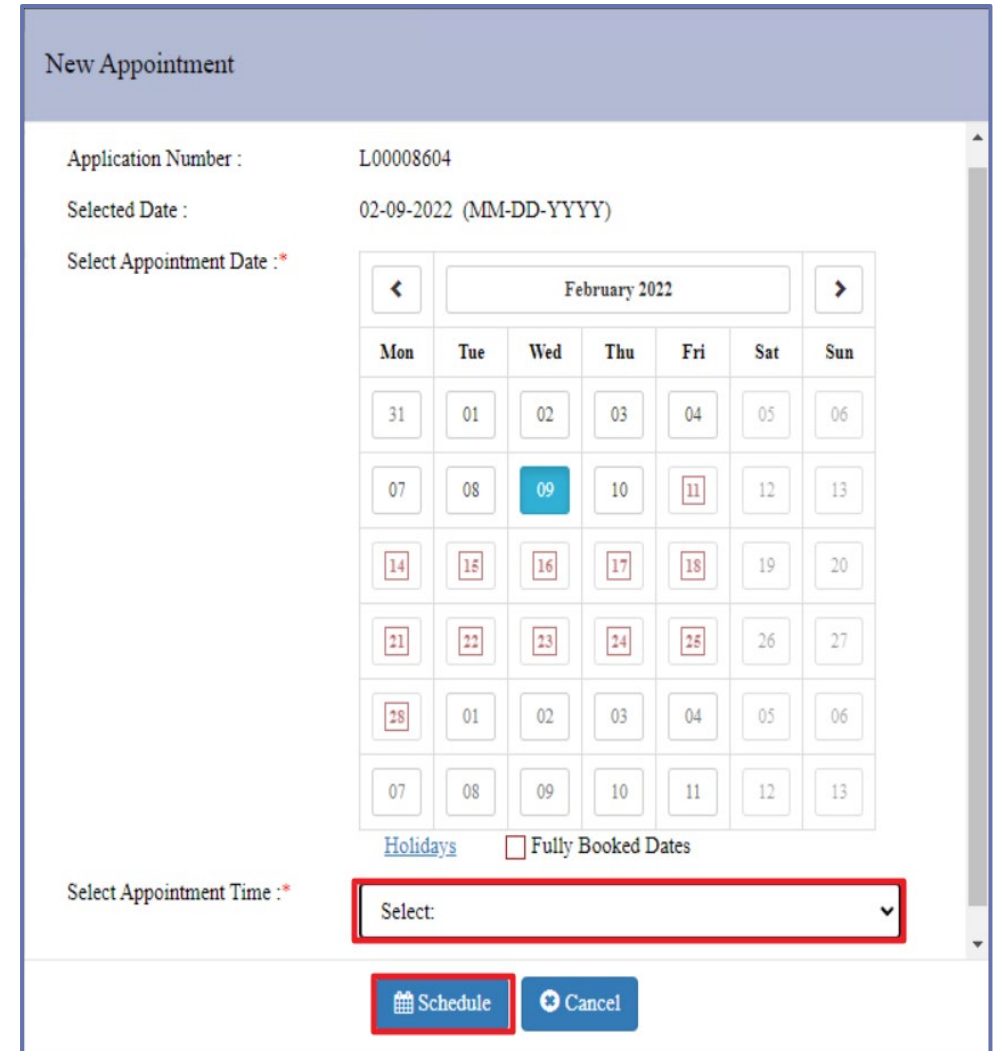 New Appointment
Application Number : L00008604
Selected Date : 02-09-2022 (MM-DD-YYYY)
Select Appointment Date :*
February 2022
Mon Tue Wed Thu Fri Sat Sun
31 01 02 03 04 05 06
07 08 09 10 11 12 13
14 15 16 17 18 19 20
21 22 23 24 25 26 27
28 01 02 03 04 05 06
07 08 09 10 11 12 13
Holidays Fully Booked Dates
Select Appointment Time :* Select:
Schedule Cancel